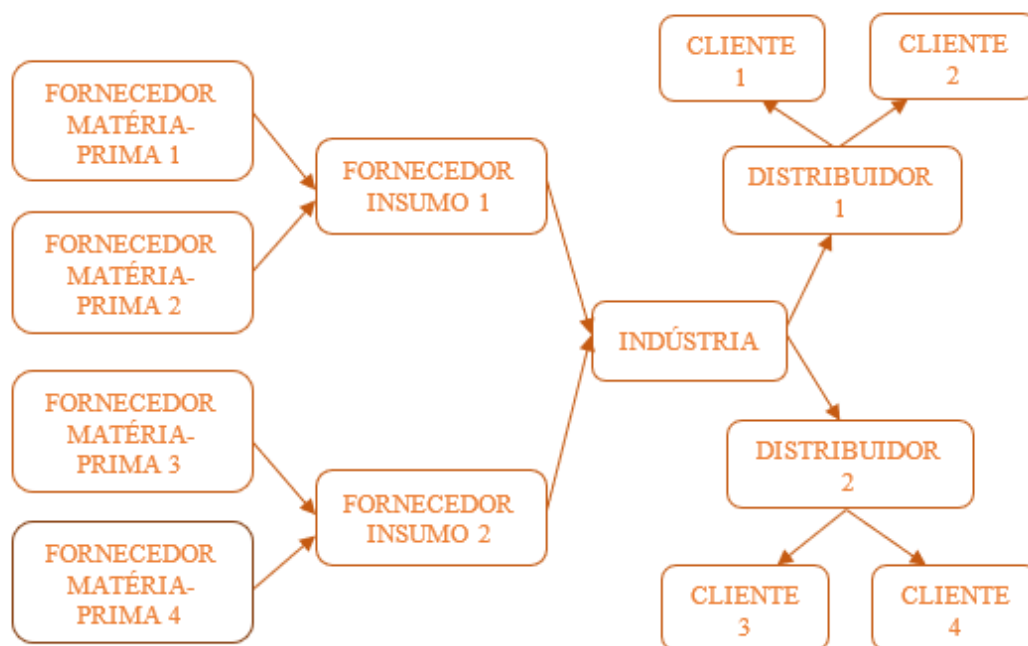 FORNECEDOR
MATÉRIA-
PRIMA 1
FORNECEDOR
MATÉRIA-
PRIMA 2
FORNECEDOR
MATÉRIA-
PRIMA 3
FORNECEDOR
MATÉRIA-
PRIMA 4
FORNECEDOR
INSUMO 1
FORNECEDOR
INSUMO 2
INDÚSTRIA
CLIENTE
1
CLIENTE
2
DISTRIBUIDOR
1
DISTRIBUIDOR
2
CLIENTE
3
CLIENTE
4